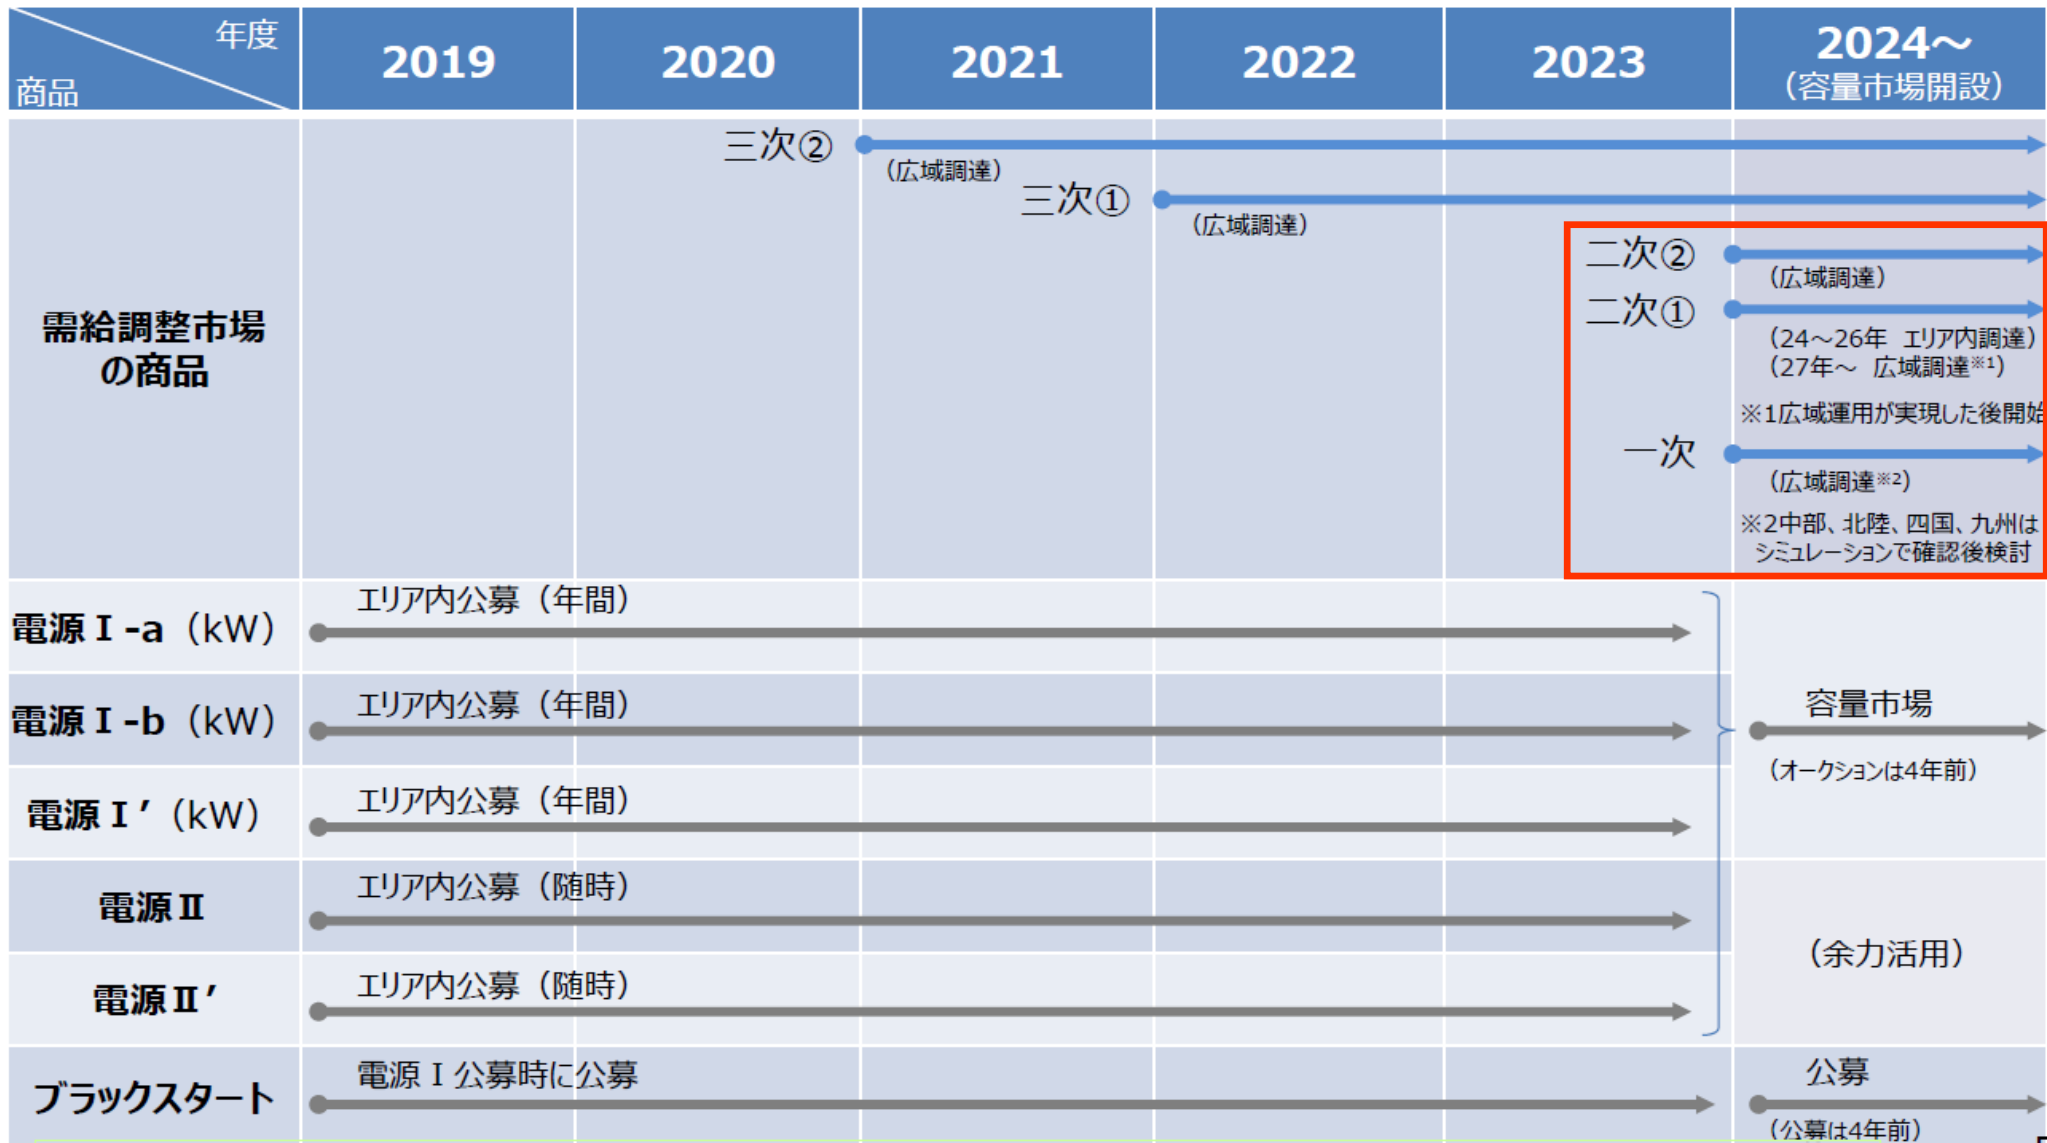 年度
商品
2019
2020
2021
2022
2023
2024～
（容量市場開設）
需給調整市場
の商品
三次②
（広域調達）
三次①
（広域調達）
二次②
（広域調達）
二次①
（24～26年 エリア内調達）
（27年～ 広域調達※1）
※1広域運用が実現した後開始
一次
（広域調達※2）
※2中部、北陸、四国、九州は
シミュレーションで確認後検討
電源Ⅰ-a（kW）
エリア内公募（年間）
電源Ⅰ-b（kW）
エリア内公募（年間）
容量市場
（オークションは4年前）
電源Ⅰ′（kW）
エリア内公募（年間）
電源Ⅱ
エリア内公募（随時）
（余力活用）
電源Ⅱ′
エリア内公募（随時）
ブラックスタート
電源Ⅰ公募時に公募
公募
（公募は4年前）